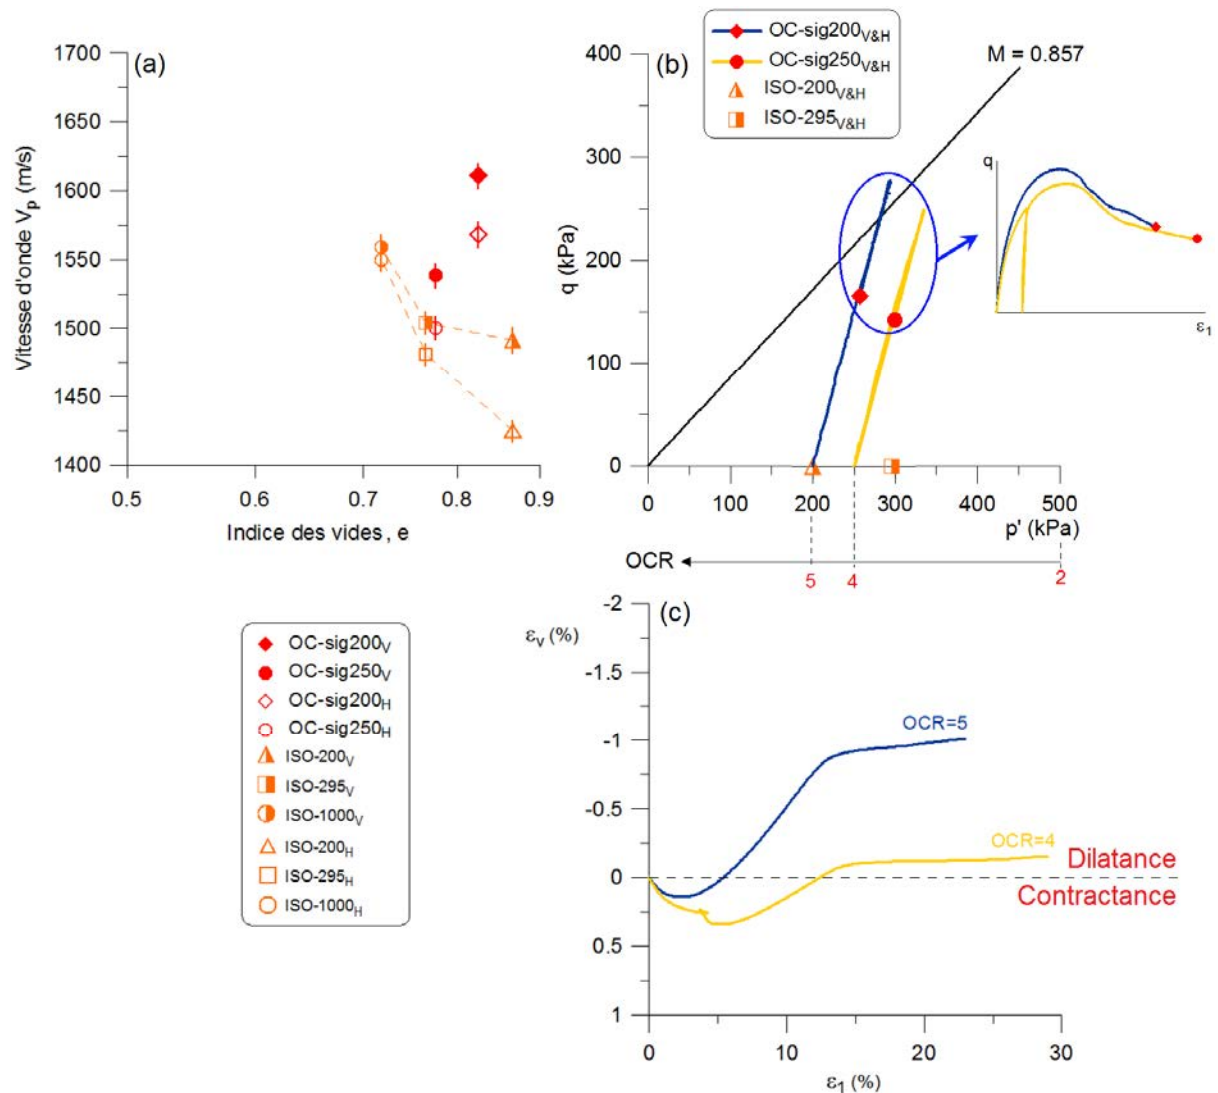 (a)
1700
1650
1600
1550
1500
1450
1400
Vitesse d'onde Vp (m/s)
0.5
0.6
0.7
0.8
0.9
Indice des vides, e
OC-sig200V&H
OC-sig250V&H
ISO-200V&H
ISO-295V&H
(b)
M = 0.857
400
300
200
100
0
q (kPa)
0
100
200
300
400
500
p' (kPa)
q
ε1
OCR
5
4
2
OC-sig200V
OC-sig250V
OC-sig200H
OC-sig250H
ISO-200V
ISO-295V
ISO-1000V
ISO-200H
ISO-295H
ISO-1000H
(c)
εv (%)
-2
-1.5
-1
-0.5
0
0.5
1
OCR=5
OCR=4
Dilatance
Contractance
0
10
20
30
ε1 (%)